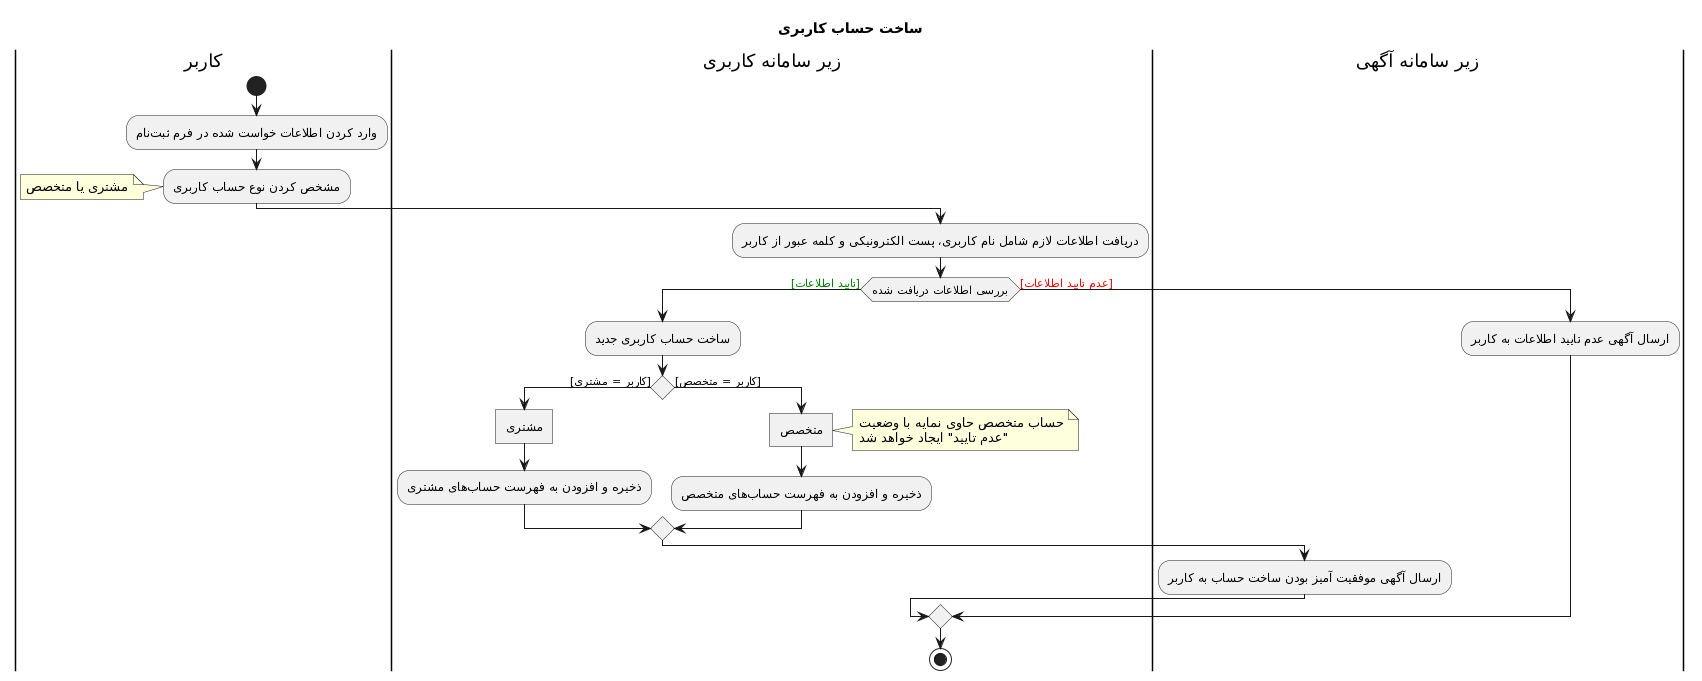 ساخت حساب کاربری
کاربر
زیر سامانه کاربری
زیر سامانه آگهی
وارد کردن اطلاعات خواست شده در فرم ثبت‌نام
مشخص کردن نوع حساب کاربری
مشتری یا متخصص
دریافت اطلاعات لازم شامل نام کاربری، پست الکترونیکی و کلمه عبور از کاربر
بررسی اطلاعات دریافت شده
[تایید اطلاعات]
[عدم تایید اطلاعات]
ساخت حساب کاربری جدید
ارسال آگهی عدم تایید اطلاعات به کاربر
[کاربر = مشتری]
[کاربر = متخصص]
مشتری
متخصص
حساب متخصص حاوی نمایه با وضعیت
"عدم تایید" ایجاد خواهد شد
ذخیره و افزودن به فهرست حساب‌های مشتری
ذخیره و افزودن به فهرست حساب‌های متخصص
ارسال آگهی موفقیت آمیز بودن ساخت حساب به کاربر